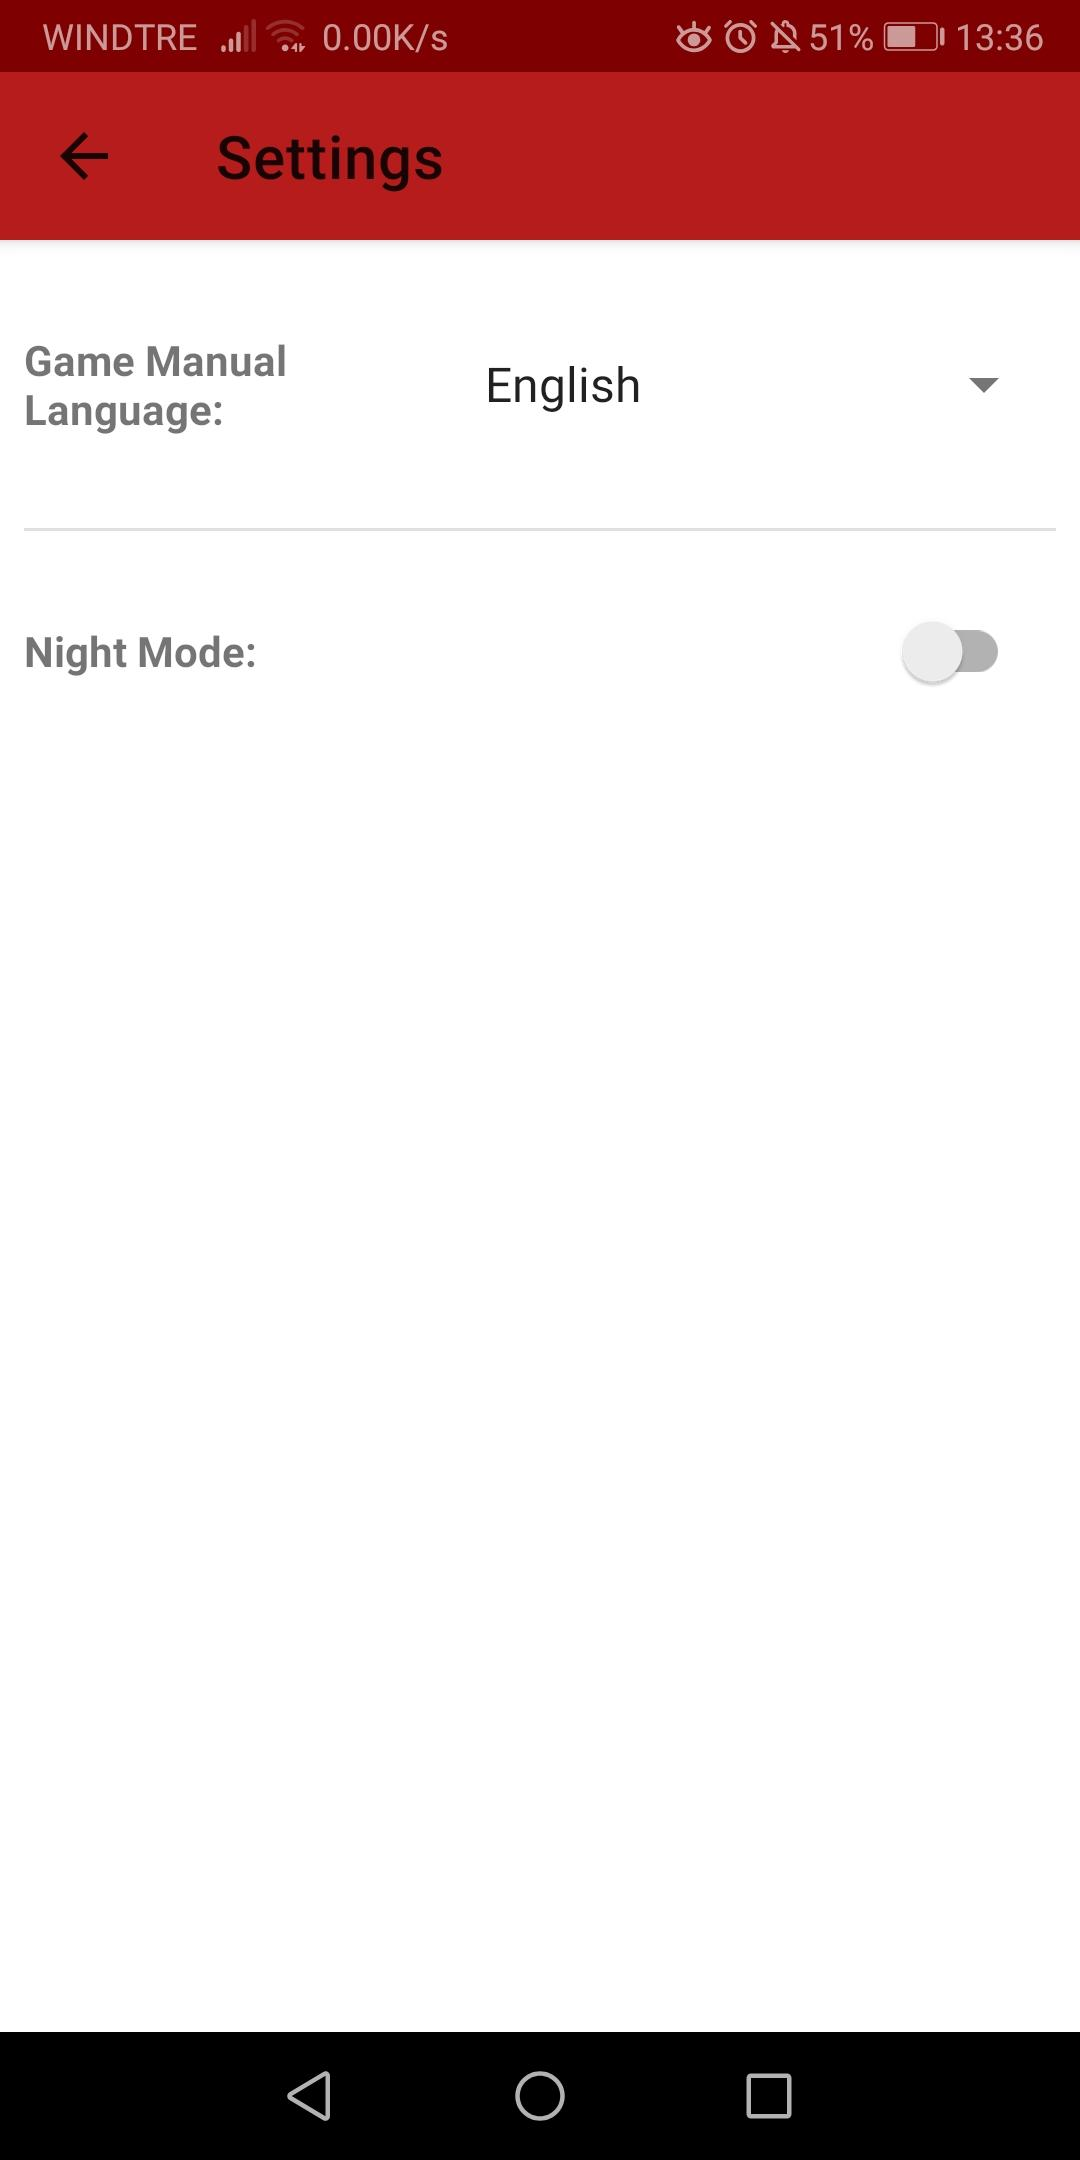 WINDTRE 0.00K/s 51% 13:36
Settings
Game Manual
Language:
English
Night Mode: